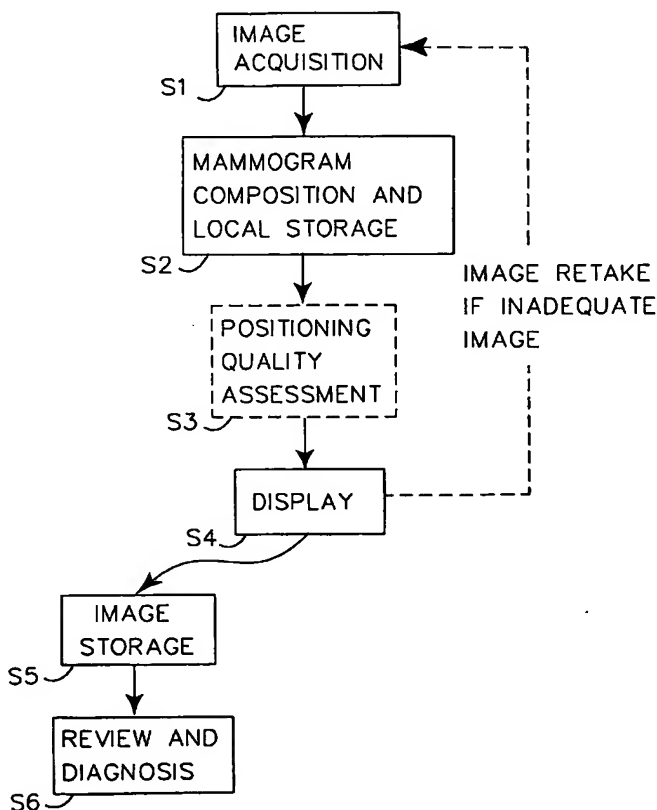 IMAGE
ACQUISITION
S1
MAMMOGRAM
COMPOSITION AND
LOCAL STORAGE
S2
IMAGE RETAKE
IF INADEQUATE
IMAGE
POSITIONING
QUALITY
ASSESSMENT
S3
DISPLAY
S4
IMAGE
STORAGE
S5
REVIEW AND
DIAGNOSIS
S6